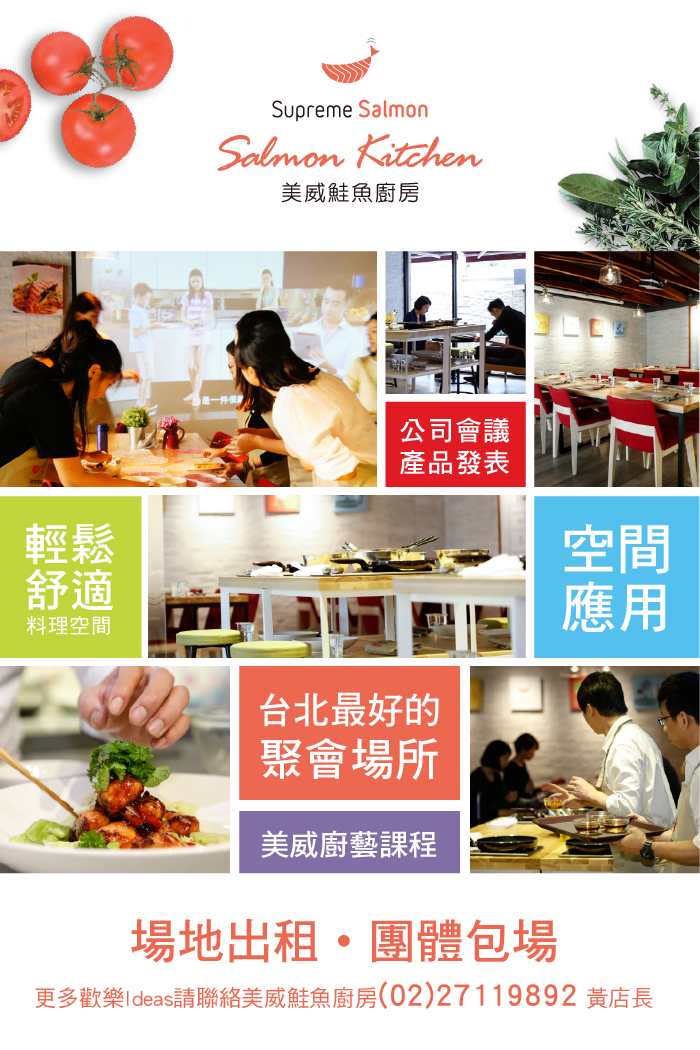 Supreme Salmon
Salmon Kitchen
美威鮭魚廚房
公司會議
產品發表
輕鬆
舒適
料理空間
空間
應用
台北最好的
聚會場所
美威廚藝課程
場地出租•團體包場
更多歡樂Ideas請聯絡美威鮭魚廚房(02)27119892 黃店長